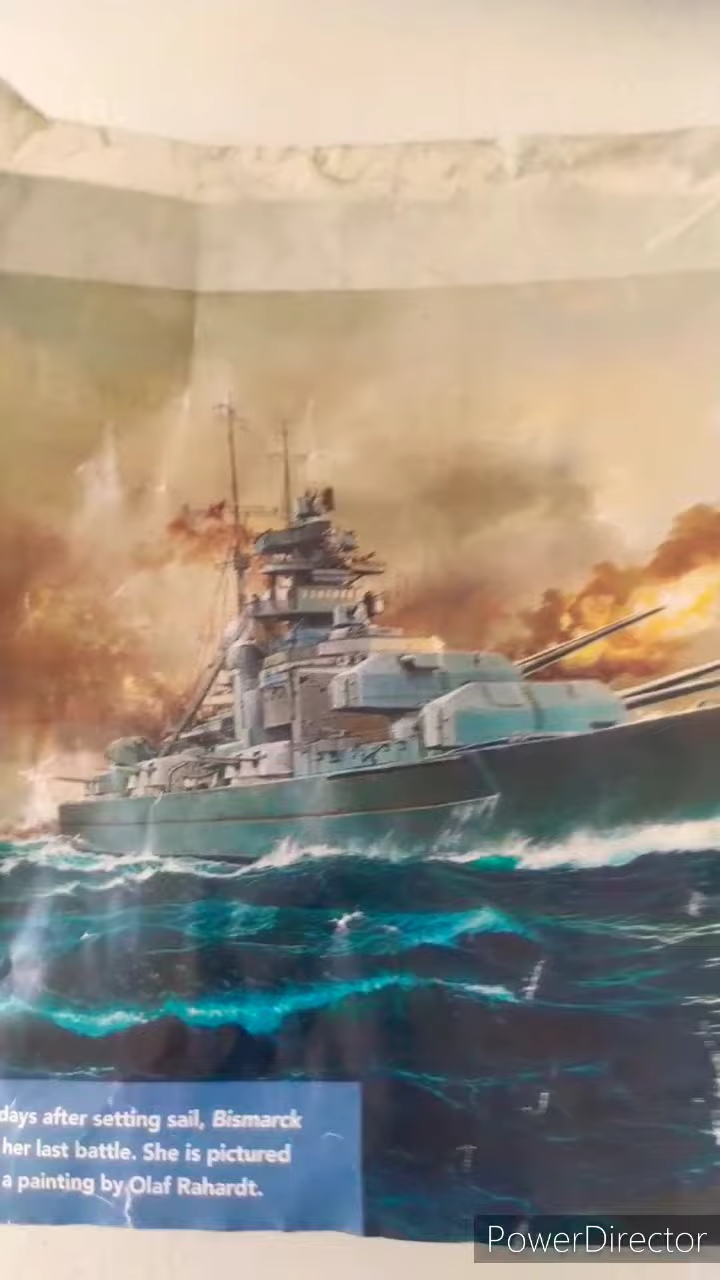 days after setting sail, Bismarck
her last battle. She is pictured
a painting by Olaf Rahardt.
PowerDirector